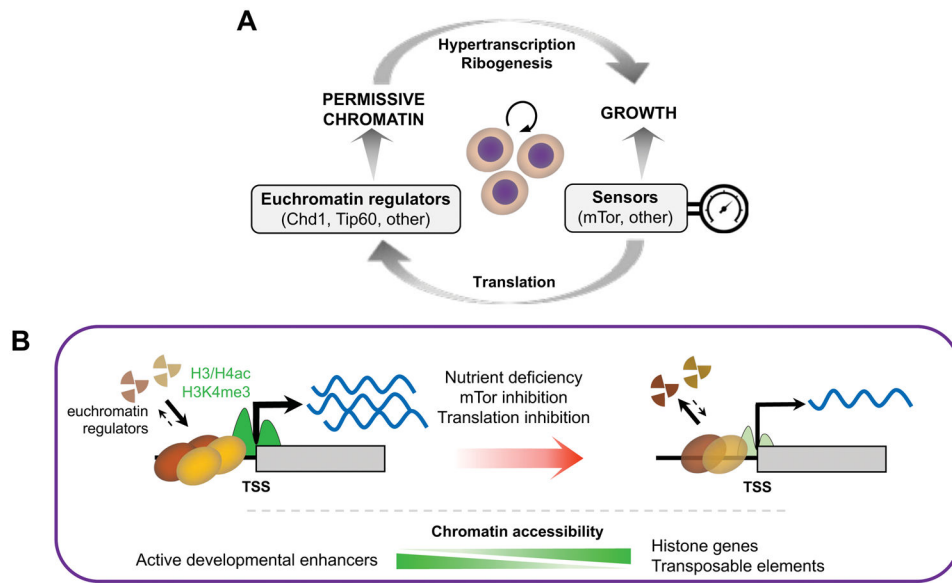 A
Hypertranscription
Ribogenesis
PERMISSIVE
CHROMATIN
GROWTH
Euchromatin regulators
(Chd1, Tip60, other)
Sensors
(mTor, other)
Translation
B
H3/H4ac
H3K4me3
euchromatin
regulators
TSS
Nutrient deficiency
mTor inhibition
Translation inhibition
TSS
Chromatin accessibility
Active developmental enhancers
Histone genes
Transposable elements